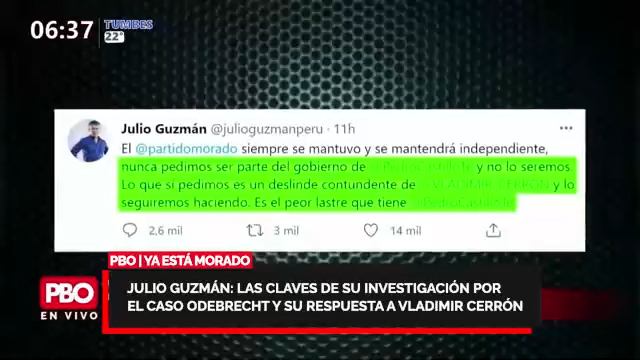 06:37
TUMBES
22°
Julio Guzmán @julioguzmanperu · 11h
El @partidomorado siempre se mantuvo y se mantendrá independiente,
nunca pedimos ser parte del gobierno de @PedroCastilloTe y no lo seremos.
Lo que sí pedimos es un deslinde contundente de @VLADIMIR_CERRON y lo
seguiremos haciendo. Es el peor lastre que tiene @PedroCastilloTe
2,6 mil 3 mil 14 mil
PBO | YA ESTÁ MORADO
PBO
EN VIVO
JULIO GUZMÁN: LAS CLAVES DE SU INVESTIGACIÓN POR
EL CASO ODEBRECHT Y SU RESPUESTA A VLADIMIR CERRÓN